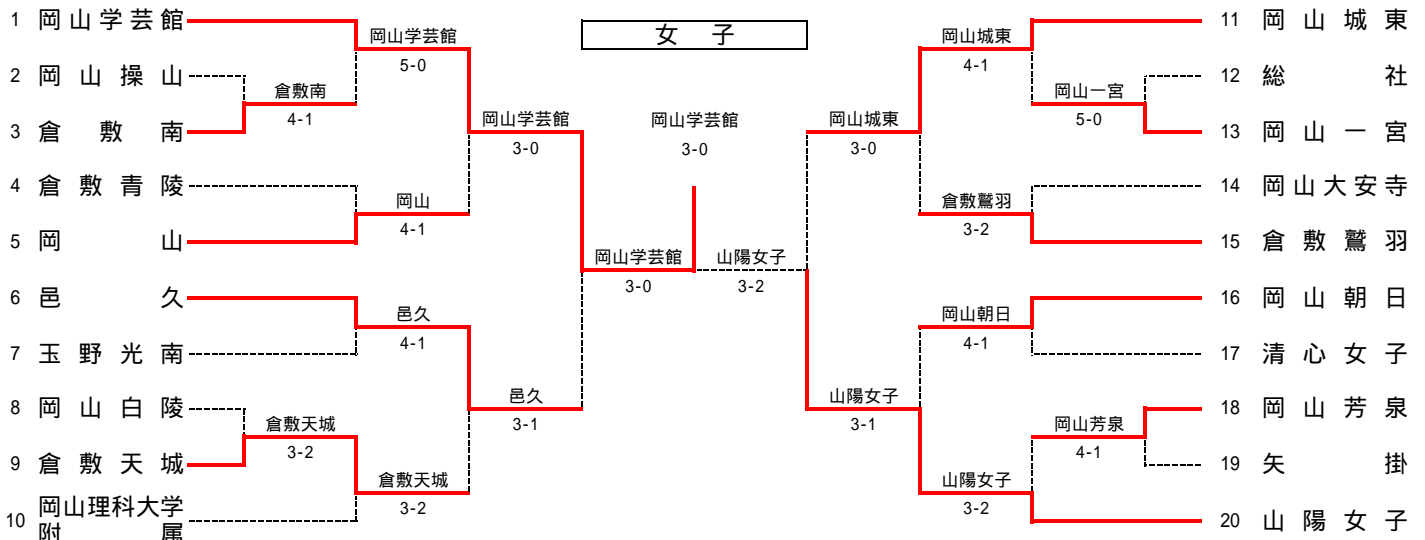 女 子
1 岡山学芸館
2 岡山操山
3 倉敷南
4 倉敷青陵
5 岡山
6 邑久
7 玉野光南
8 岡山白陵
9 倉敷天城
10 岡山理科大学
附属
倉敷南
4-1
倉敷天城
3-2
岡山学芸館
5-0
岡山
4-1
邑久
4-1
倉敷天城
3-2
岡山学芸館
3-0
邑久
3-1
岡山学芸館
3-0
岡山学芸館
3-0
山陽女子
3-2
岡山城東
3-0
山陽女子
3-1
岡山城東
4-1
倉敷鷲羽
3-2
岡山朝日
4-1
山陽女子
3-2
岡山一宮
5-0
岡山芳泉
4-1
11 岡山城東
12 総社
13 岡山一宮
14 岡山大安寺
15 倉敷鷲羽
16 岡山朝日
17 清心女子
18 岡山芳泉
19 矢掛
20 山陽女子